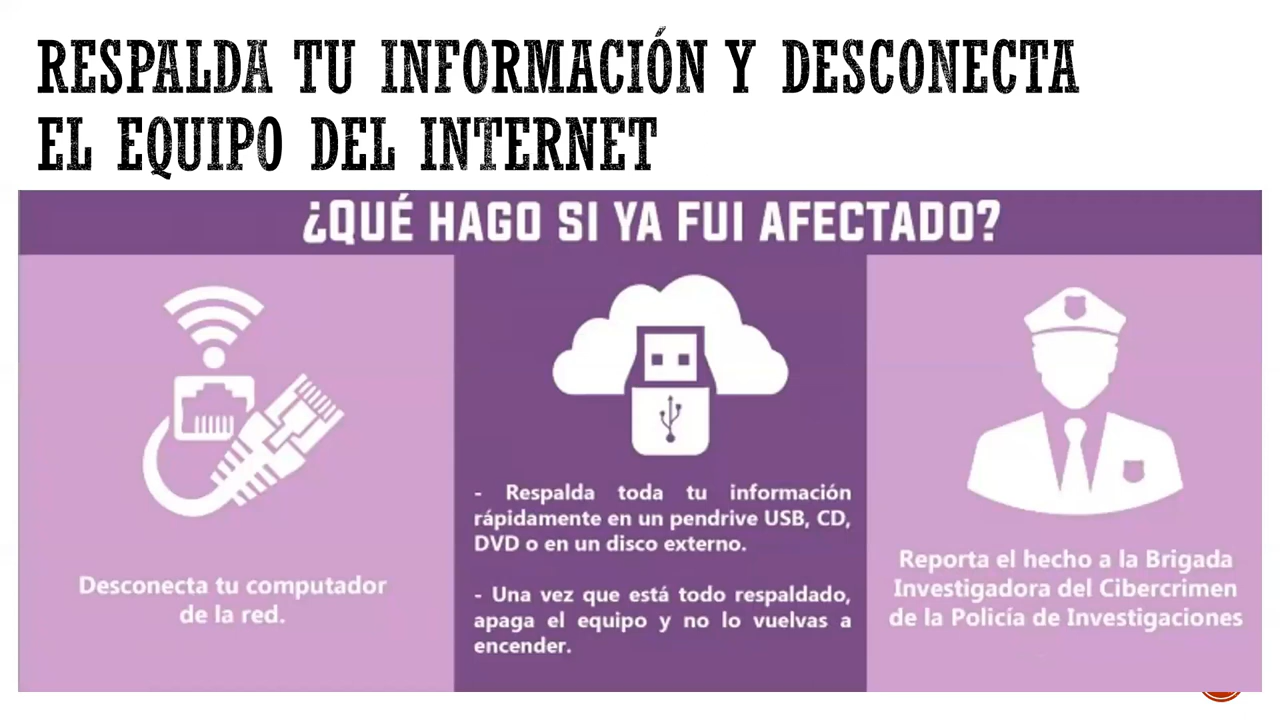 RESPALDA TU INFORMACIÓN Y DESCONECTA
EL EQUIPO DEL INTERNET
¿QUÉ HAGO SI YA FUI AFECTADO?
Desconecta tu computador
de la red.
- Respalda toda tu información
rápidamente en un pendrive USB, CD,
DVD o en un disco externo.
- Una vez que está todo respaldado,
apaga el equipo y no lo vuelvas a
encender.
Reporta el hecho a la Brigada
Investigadora del Cibercrimen
de la Policía de Investigaciones